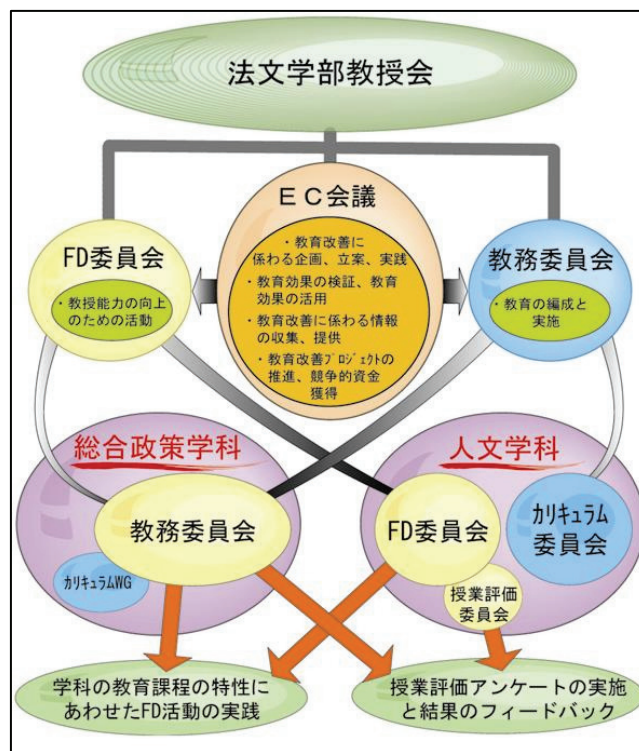 法文学部教授会
EC会議
・教育改善に
係わる企画、立案、実践
・教育効果の検証、教育
効果の活用
・教育改善に係わる情報
の収集、提供
・教育改善プロジェクトの
推進、競争的資金
獲得
FD委員会
・教授能力の向上
のための活動
教務委員会
・教育の編成と
実施
総合政策学科
教務委員会
カリキュラムWG
人文学科
FD委員会
カリキュラム
委員会
授業評価
委員会
学科の教育課程の特性に
あわせたFD活動の実践
授業評価アンケートの実施
と結果のフィードバック